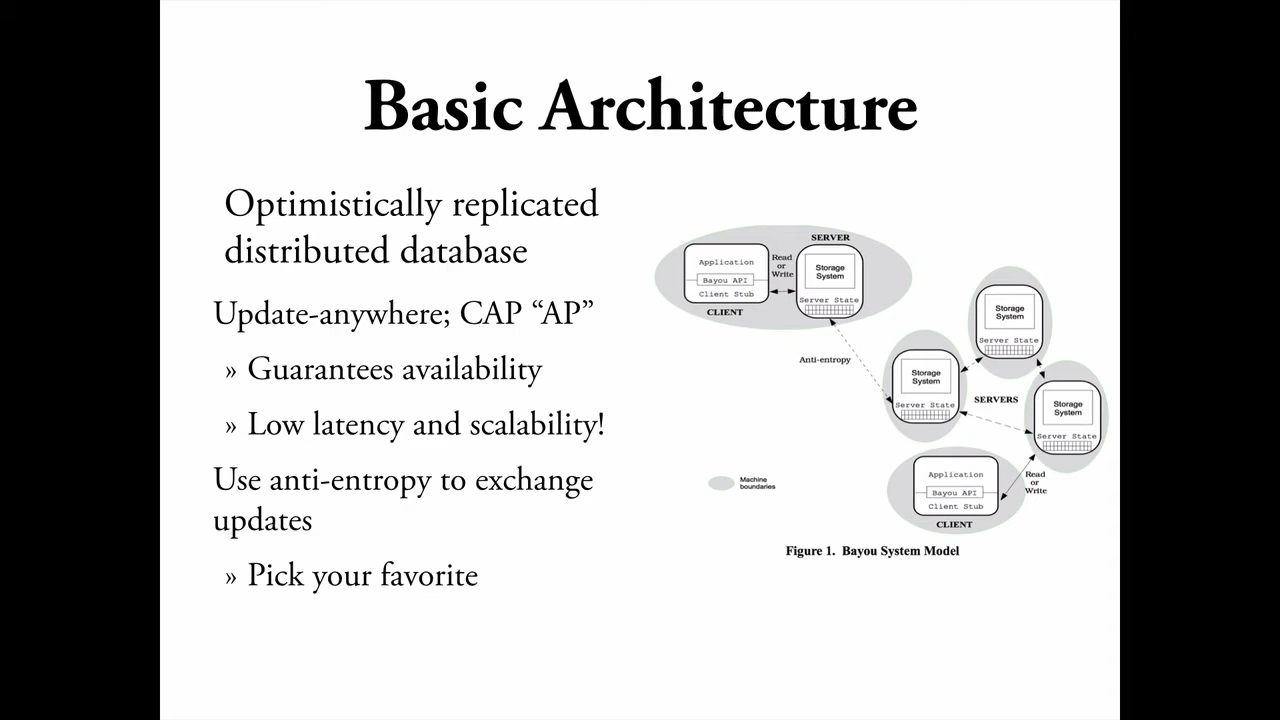 Basic Architecture
Optimistically replicated
distributed database
Update-anywhere; CAP “AP”
» Guarantees availability
» Low latency and scalability!
Use anti-entropy to exchange
updates
» Pick your favorite
SERVER
Application
Bayou API
Client Stub
CLIENT
Read
or
Write
Storage
System
Server State
Anti-entropy
Storage
System
Server State
Storage
System
Server State
SERVERS
Storage
System
Server State
Application
Bayou API
Client Stub
CLIENT
Read
or
Write
Machine
boundaries
Figure 1. Bayou System Model